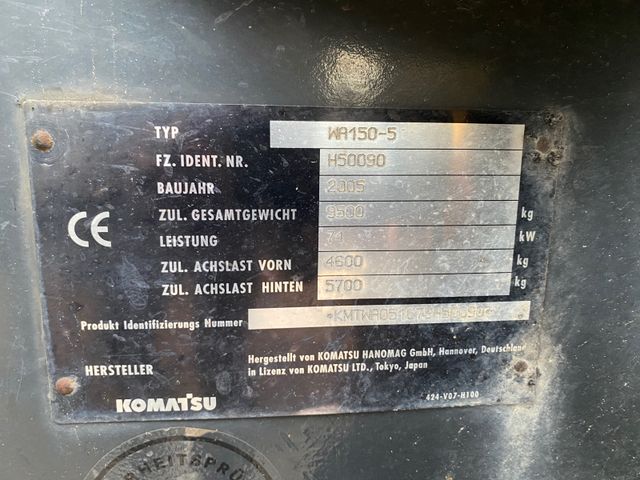 TYP WA150-5
FZ. IDENT. NR. H50090
BAUJAHR 2005
ZUL. GESAMTGEWICHT 9500 kg
CE LEISTUNG 74 kW
ZUL. ACHSLAST VORN 4600 kg
ZUL. ACHSLAST HINTEN 5700 kg
Produkt Identifizierungs Nummer
HERSTELLER Hergestellt von KOMATSU HANOMAG GmbH, Hannover, Deutschland
in Lizenz von KOMATSU LTD., Tokyo, Japan
KOMATSU 424-V07-H100